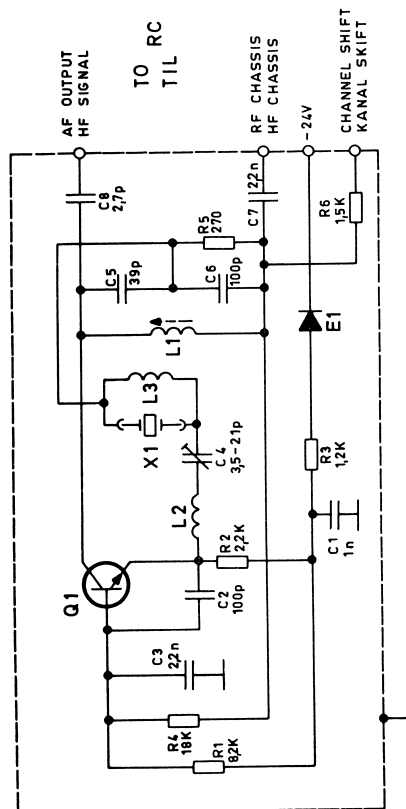 AF OUTPUT
HF SIGNAL
TO RC
TIL
RF CHASSIS
HF CHASSIS
-24V
CHANNEL SHIFT
KANAL SKIFT
C8
2,7p
C7
2,2n
R6
1,5K
R5
270
C5
39p
C6
100p
L1
E1
L3
X1
C4
3,5-21p
R3
1,2K
L2
C1
1n
R2
2,2K
Q1
C2
100p
C3
2,2n
R4
18K
R1
8,2K